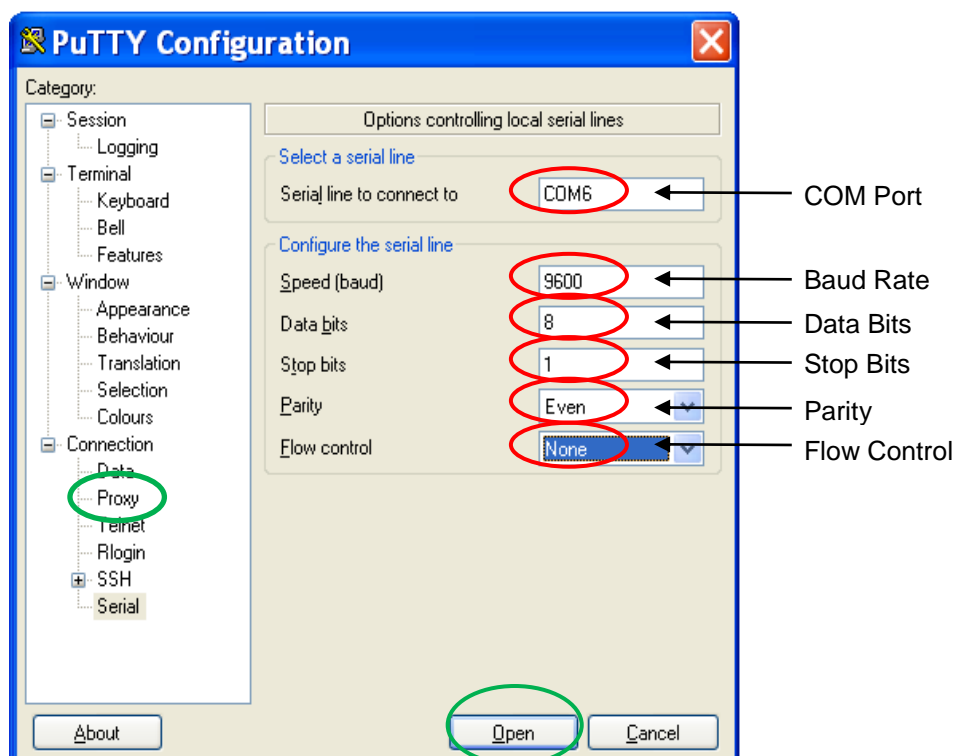 PuTTY Configuration
Category:
Session
Logging
Terminal
Keyboard
Bell
Features
Window
Appearance
Behaviour
Translation
Selection
Colours
Connection
Data
Proxy
Telnet
Rlogin
SSH
Serial
Options controlling local serial lines
Select a serial line
Serial line to connect to COM6 COM Port
Configure the serial line
Speed (baud) 9600 Baud Rate
Data bits 8 Data Bits
Stop bits 1 Stop Bits
Parity Even Parity
Flow control None Flow Control
About Open Cancel